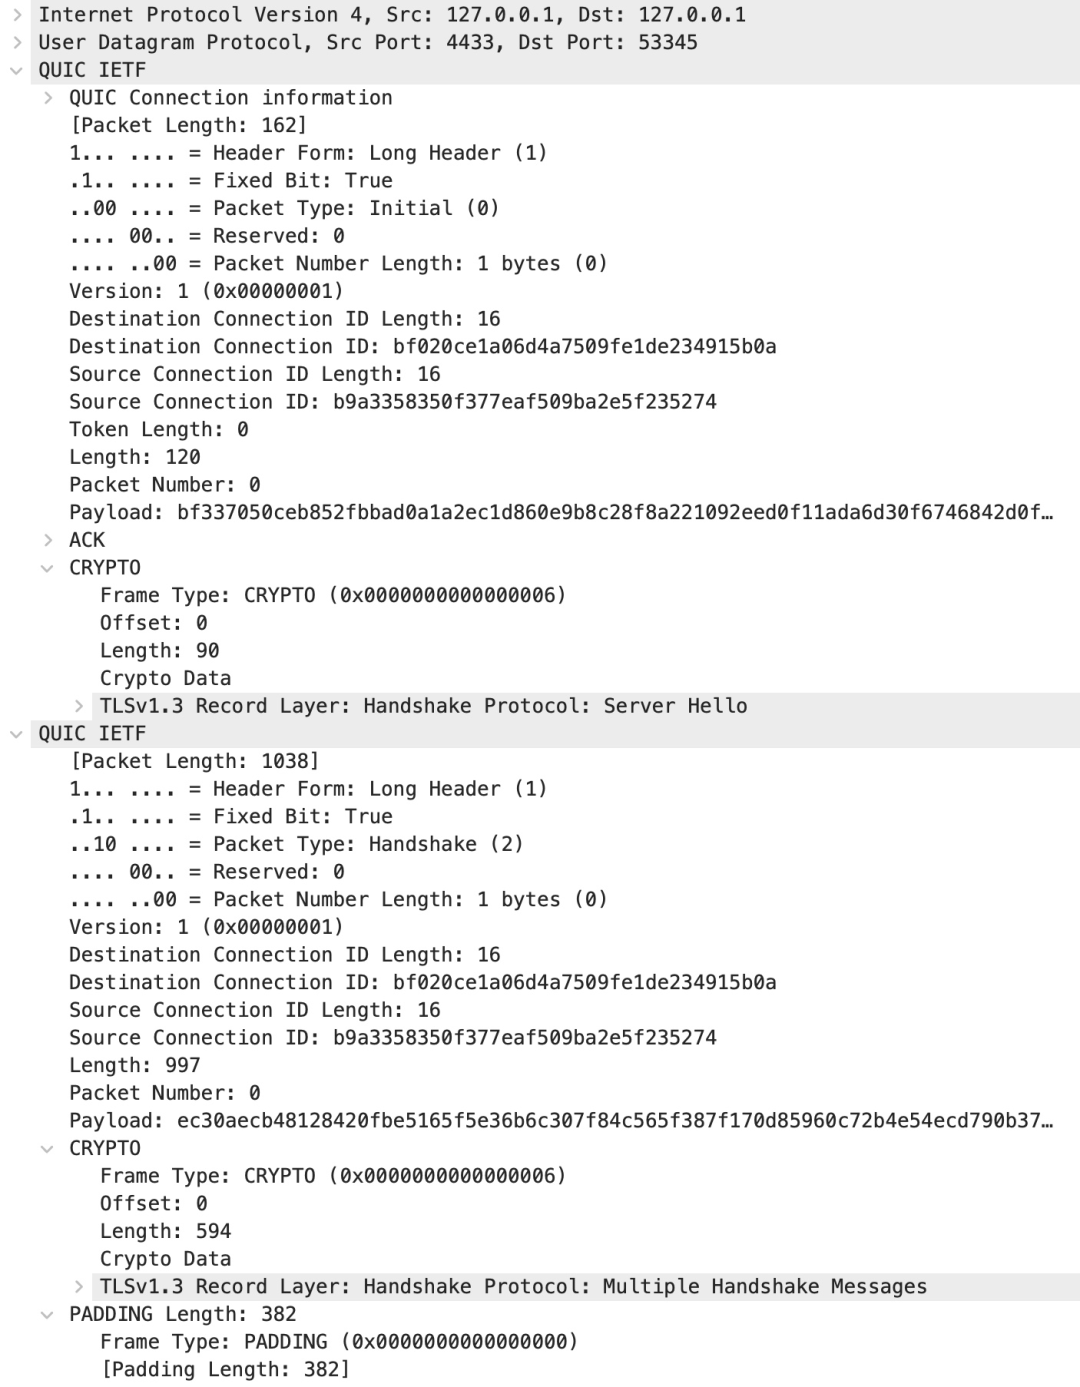 Internet Protocol Version 4, Src: 127.0.0.1, Dst: 127.0.0.1
User Datagram Protocol, Src Port: 4433, Dst Port: 53345
QUIC IETF
QUIC Connection information
[Packet Length: 162]
1... .... = Header Form: Long Header (1)
.1.. .... = Fixed Bit: True
..00 .... = Packet Type: Initial (0)
.... 00.. = Reserved: 0
.... ..00 = Packet Number Length: 1 bytes (0)
Version: 1 (0x00000001)
Destination Connection ID Length: 16
Destination Connection ID: bf020ce1a06d4a7509fe1de234915b0a
Source Connection ID Length: 16
Source Connection ID: b9a3358350f377eaf509ba2e5f235274
Token Length: 0
Length: 120
Packet Number: 0
Payload: bf337050ceb852fbbad0a1a2ec1d860e9b8c28f8a221092eed0f11ada6d30f6746842d0f…
ACK
CRYPTO
Frame Type: CRYPTO (0x0000000000000006)
Offset: 0
Length: 90
Crypto Data
TLSv1.3 Record Layer: Handshake Protocol: Server Hello
QUIC IETF
[Packet Length: 1038]
1... .... = Header Form: Long Header (1)
.1.. .... = Fixed Bit: True
..10 .... = Packet Type: Handshake (2)
.... 00.. = Reserved: 0
.... ..00 = Packet Number Length: 1 bytes (0)
Version: 1 (0x00000001)
Destination Connection ID Length: 16
Destination Connection ID: bf020ce1a06d4a7509fe1de234915b0a
Source Connection ID Length: 16
Source Connection ID: b9a3358350f377eaf509ba2e5f235274
Length: 997
Packet Number: 0
Payload: ec30aecb48128420fbe5165f5e36b6c307f84c565f387f170d85960c72b4e54ecd790b37…
CRYPTO
Frame Type: CRYPTO (0x0000000000000006)
Offset: 0
Length: 594
Crypto Data
TLSv1.3 Record Layer: Handshake Protocol: Multiple Handshake Messages
PADDING Length: 382
Frame Type: PADDING (0x0000000000000000)
[Padding Length: 382]